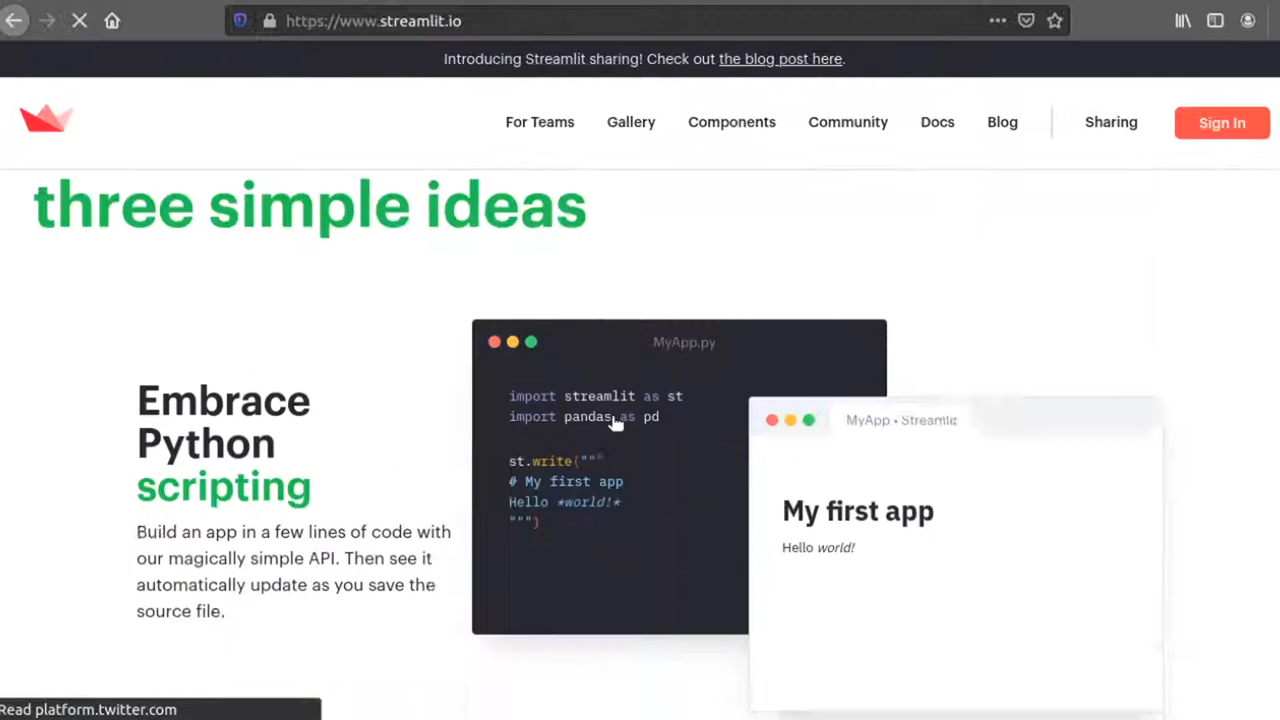 https://www.streamlit.io
Introducing Streamlit sharing! Check out the blog post here.
For Teams Gallery Components Community Docs Blog Sharing Sign In
three simple ideas
Embrace
Python
scripting
Build an app in a few lines of code with
our magically simple API. Then see it
automatically update as you save the
source file.
MyApp.py
import streamlit as st
import pandas as pd
st.write("""
# My first app
Hello *world!*
""")
MyApp • Streamlit
My first app
Hello world!
Read platform.twitter.com